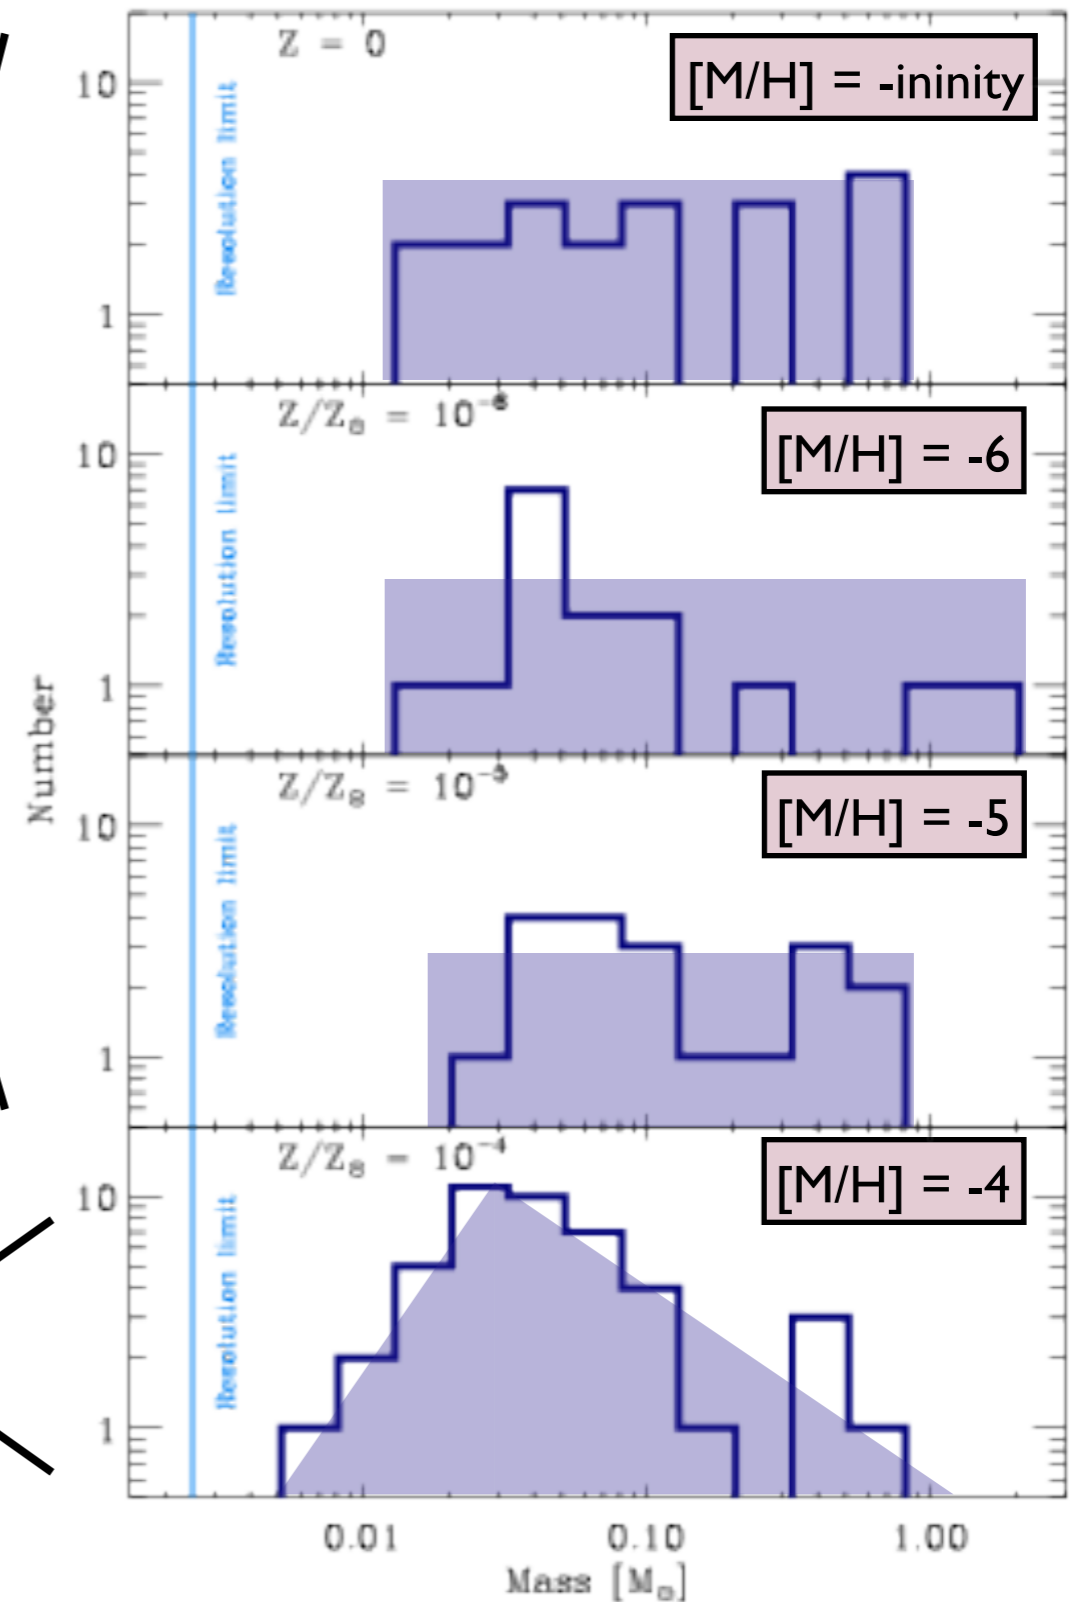 Z = 0
[M/H] = -ininity
Resolution limit
10
1
Z/Z⊙ = 10⁻⁶
[M/H] = -6
Resolution limit
10
1
Z/Z⊙ = 10⁻⁵
[M/H] = -5
Resolution limit
10
1
Z/Z⊙ = 10⁻⁴
[M/H] = -4
Resolution limit
10
1
Number
0.01 0.10 1.00
Mass [M⊙]